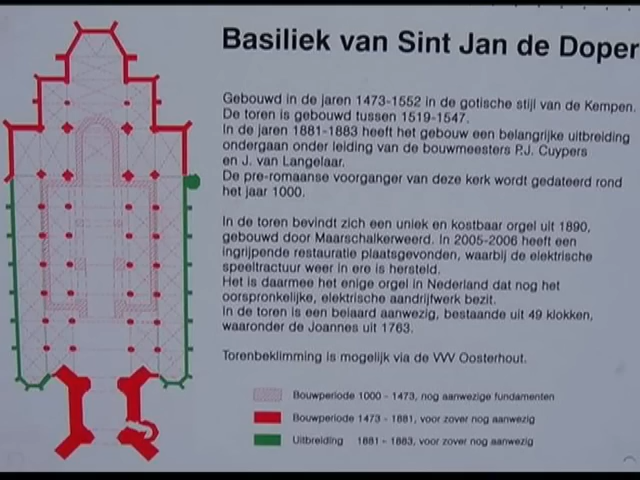 Basiliek van Sint Jan de Doper
Gebouwd in de jaren 1473-1552 in de gotische stijl van de Kempen.
De toren is gebouwd tussen 1519-1547.
In de jaren 1881-1883 heeft het gebouw een belangrijke uitbreiding
ondergaan onder leiding van de bouwmeesters P.J. Cuypers
en J. van Langelaar.
De pre-romaanse voorganger van deze kerk wordt gedateerd rond
het jaar 1000.
In de toren bevindt zich een uniek en kostbaar orgel uit 1890,
gebouwd door Maarschalkerweerd. In 2005-2006 heeft een
ingrijpende restauratie plaatsgevonden, waarbij de elektrische
speeltractuur weer in ere is hersteld.
Het is daarmee het enige orgel in Nederland dat nog het
oorspronkelijke, elektrische aandrijfwerk bezit.
In de toren is een beiaard aanwezig, bestaande uit 49 klokken,
waaronder de Joannes uit 1763.
Torenbeklimming is mogelijk via de VVV Oosterhout.
Bouwperiode 1000 - 1473, nog aanwezige fundamenten
Bouwperiode 1473 - 1881, voor zover nog aanwezig
Uitbreiding 1881 - 1883, voor zover nog aanwezig